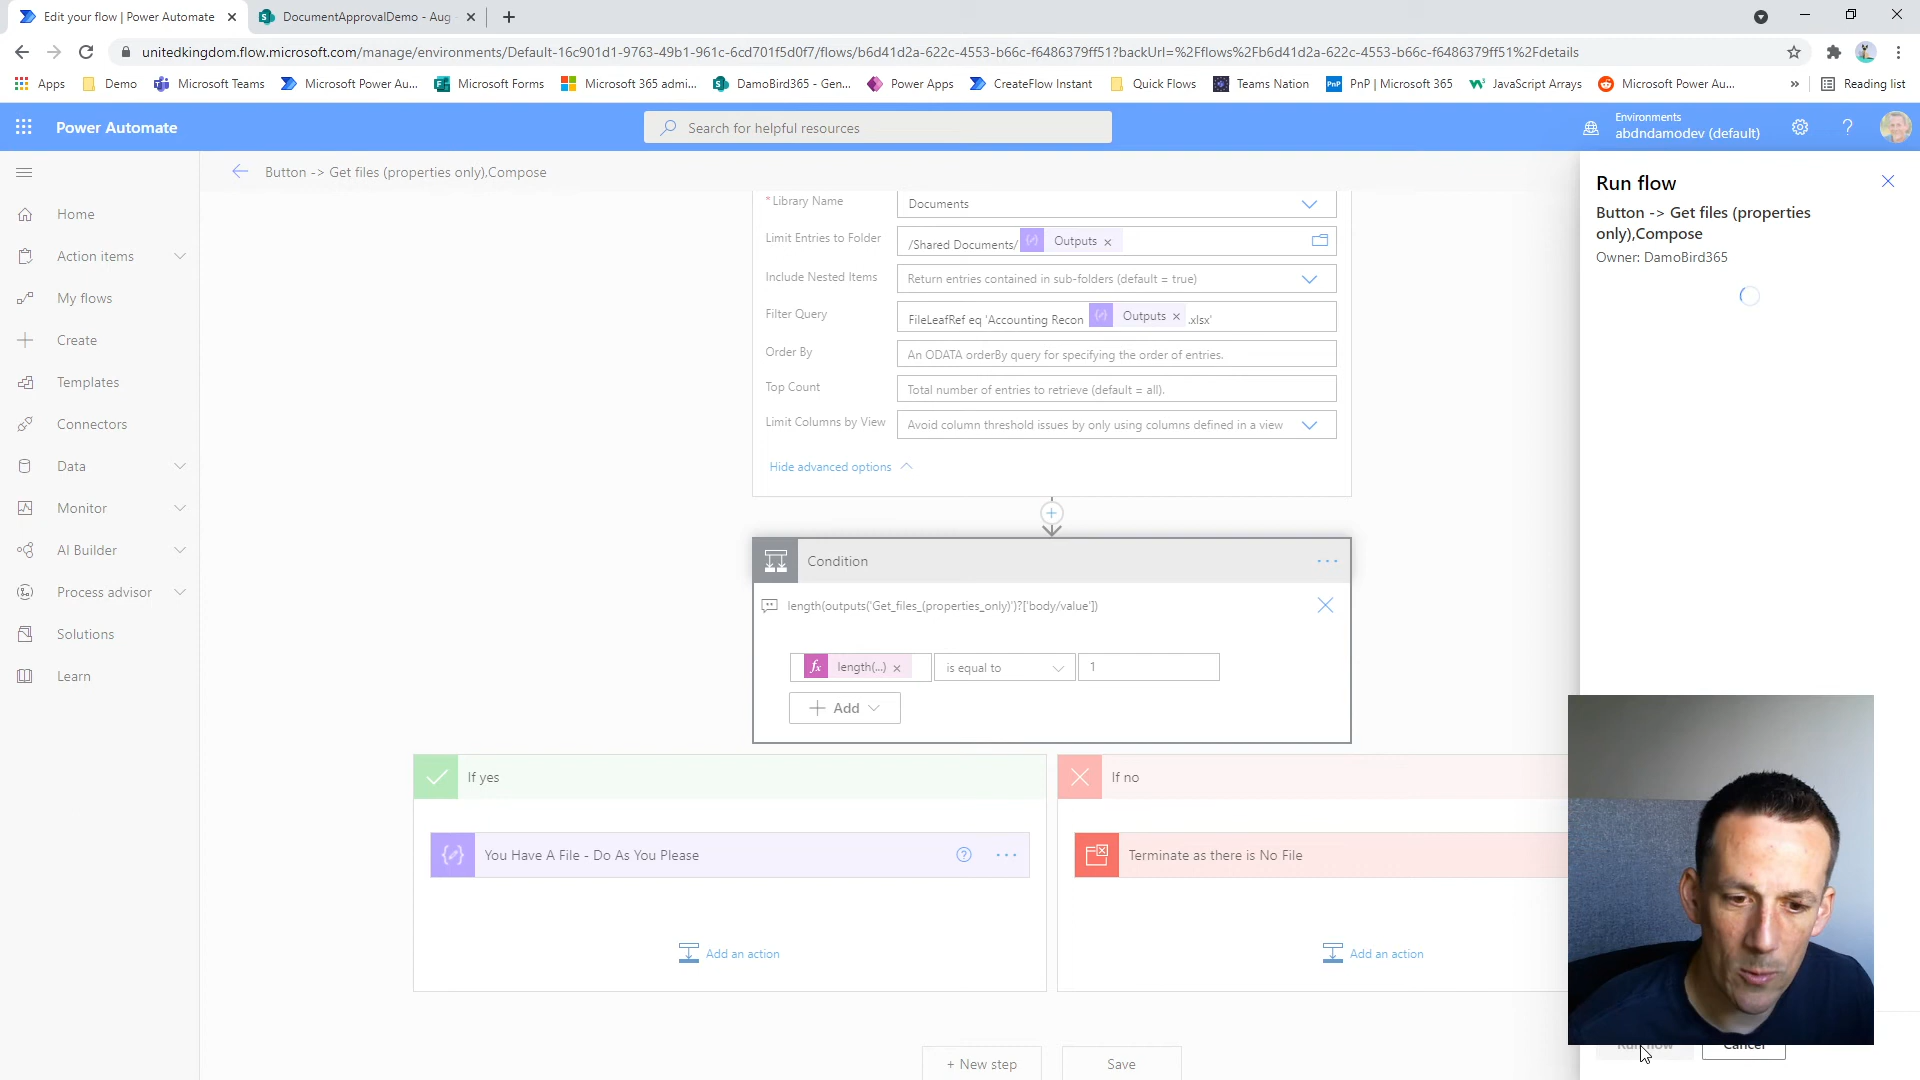 Edit your flow | Power Automate
DocumentApprovalDemo - Aug
unitedkingdom.flow.microsoft.com/manage/environments/Default-16c901d1-9763-49b1-961c-6cd701f5d0f7/flows/b6d41d2a-622c-4553-b66c-f6486379ff51?backUrl=%2Fflows%2Fb6d41d2a-622c-4553-b66c-f6486379ff51%2Fdetails
Apps
Demo
Microsoft Teams
Microsoft Power Au...
Microsoft Forms
Microsoft 365 admi...
DamoBird365 - Gen...
Power Apps
CreateFlow Instant
Quick Flows
Teams Nation
PnP | Microsoft 365
JavaScript Arrays
Microsoft Power Au...
»
Reading list
Power Automate
Search for helpful resources
Environments
abdndamodev (default)
Button -> Get files (properties only),Compose
Home
Action items
My flows
Create
Templates
Connectors
Data
Monitor
AI Builder
Process advisor
Solutions
Learn
* Library Name
Documents
Limit Entries to Folder
/Shared Documents/ Outputs ×
Include Nested Items
Return entries contained in sub-folders (default = true)
Filter Query
FileLeafRef eq 'Accounting Recon Outputs × .xlsx'
Order By
An ODATA orderBy query for specifying the order of entries.
Top Count
Total number of entries to retrieve (default = all).
Limit Columns by View
Avoid column threshold issues by only using columns defined in a view
Hide advanced options
Condition
length(outputs('Get_files_(properties_only)')?['body/value'])
fx length(...) ×
is equal to
1
+ Add
If yes
You Have A File - Do As You Please
Add an action
If no
Terminate as there is No File
Add an action
+ New step
Save
Run flow
Button -> Get files (properties
only),Compose
Owner: DamoBird365
Run now
Cancel